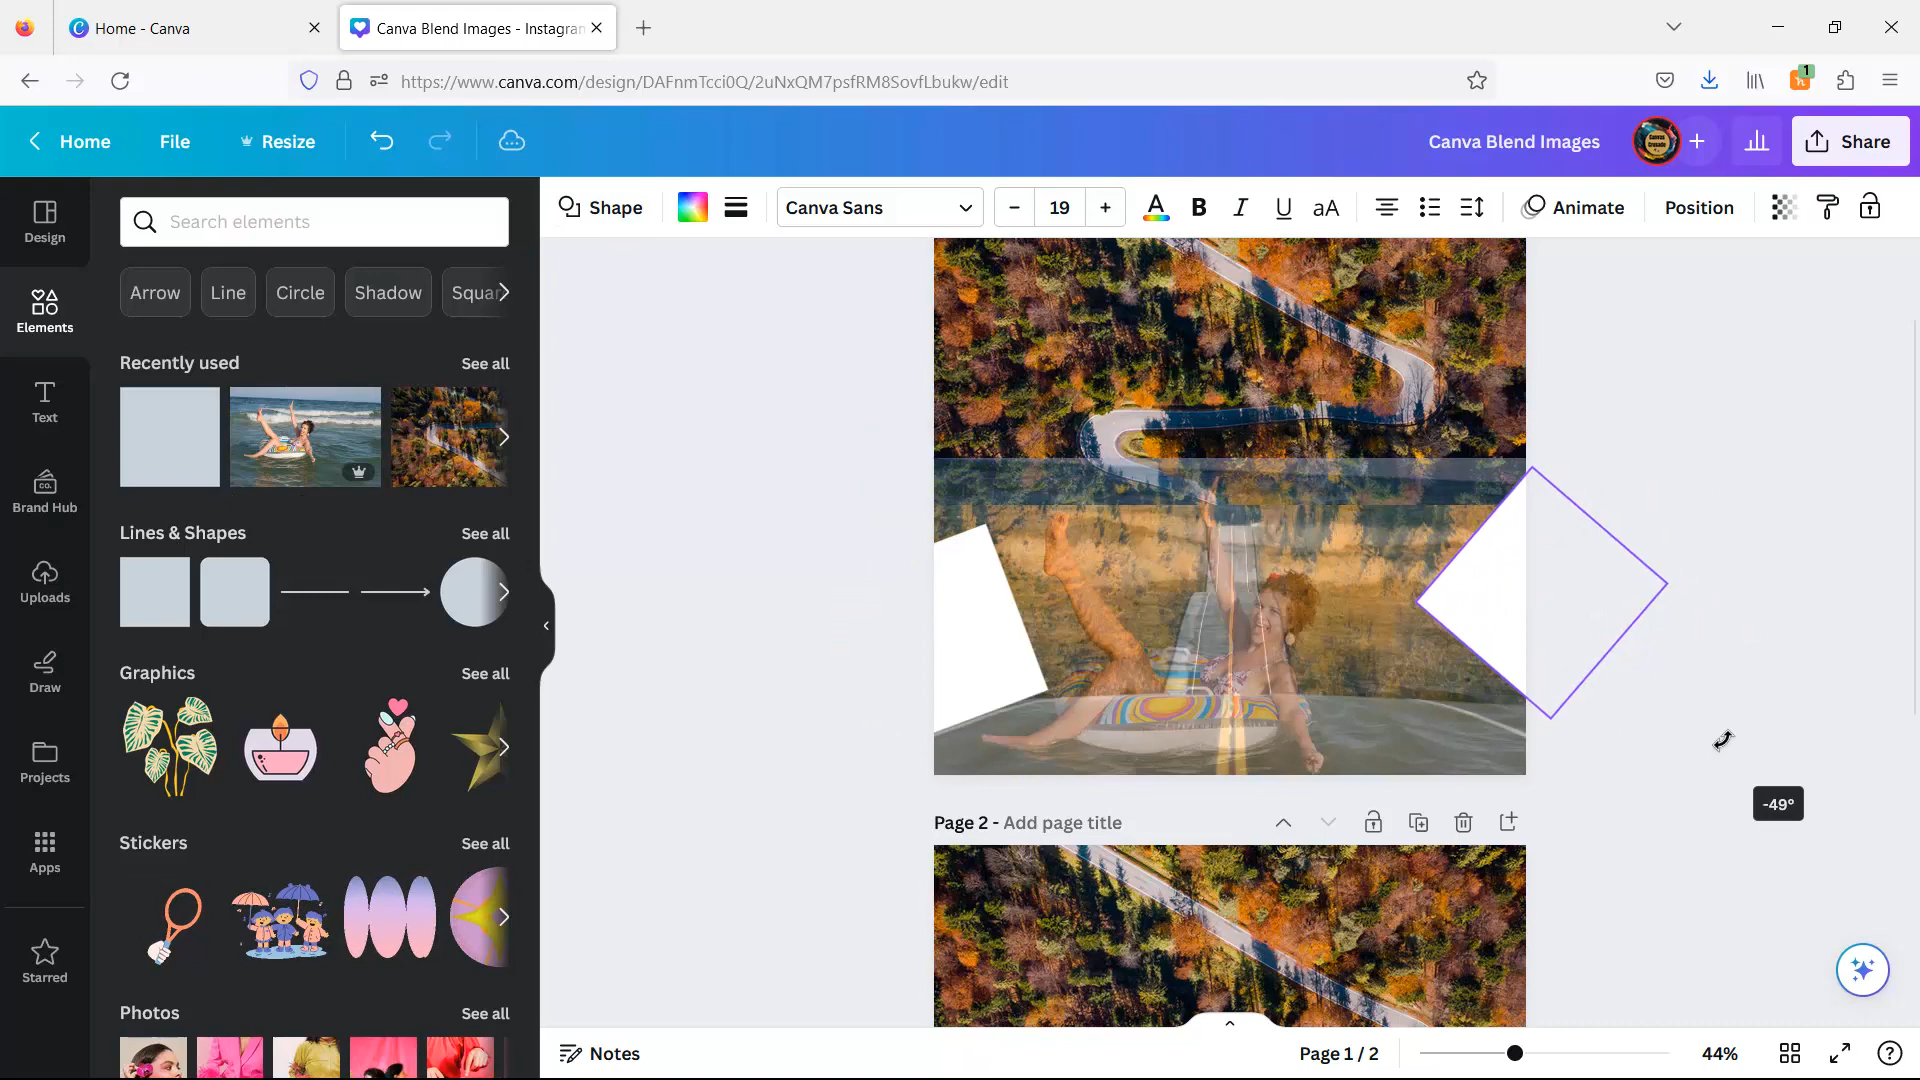 Home - Canva
Canva Blend Images - Instagran
https://www.canva.com/design/DAFnmTcci0Q/2uNxQM7psfRM8SovfLbukw/edit
1
Home
File
Resize
Canva Blend Images
Share
Design
Elements
Text
Brand Hub
Uploads
Draw
Projects
Apps
Starred
Search elements
Arrow
Line
Circle
Shadow
Squar
Recently used
See all
Lines & Shapes
See all
Graphics
See all
Stickers
See all
Photos
See all
Shape
Canva Sans
19
B
I
U
aA
Animate
Position
-49°
Page 2 - Add page title
Notes
Page 1 / 2
44%